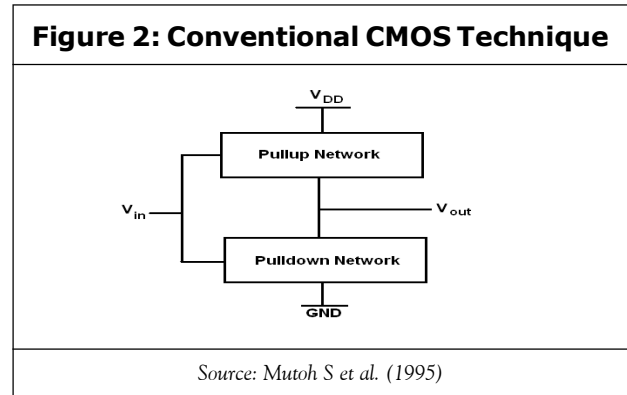 Figure 2: Conventional CMOS Technique
VDD
Pullup Network
Vin
Vout
Pulldown Network
GND
Source: Mutoh S et al. (1995)